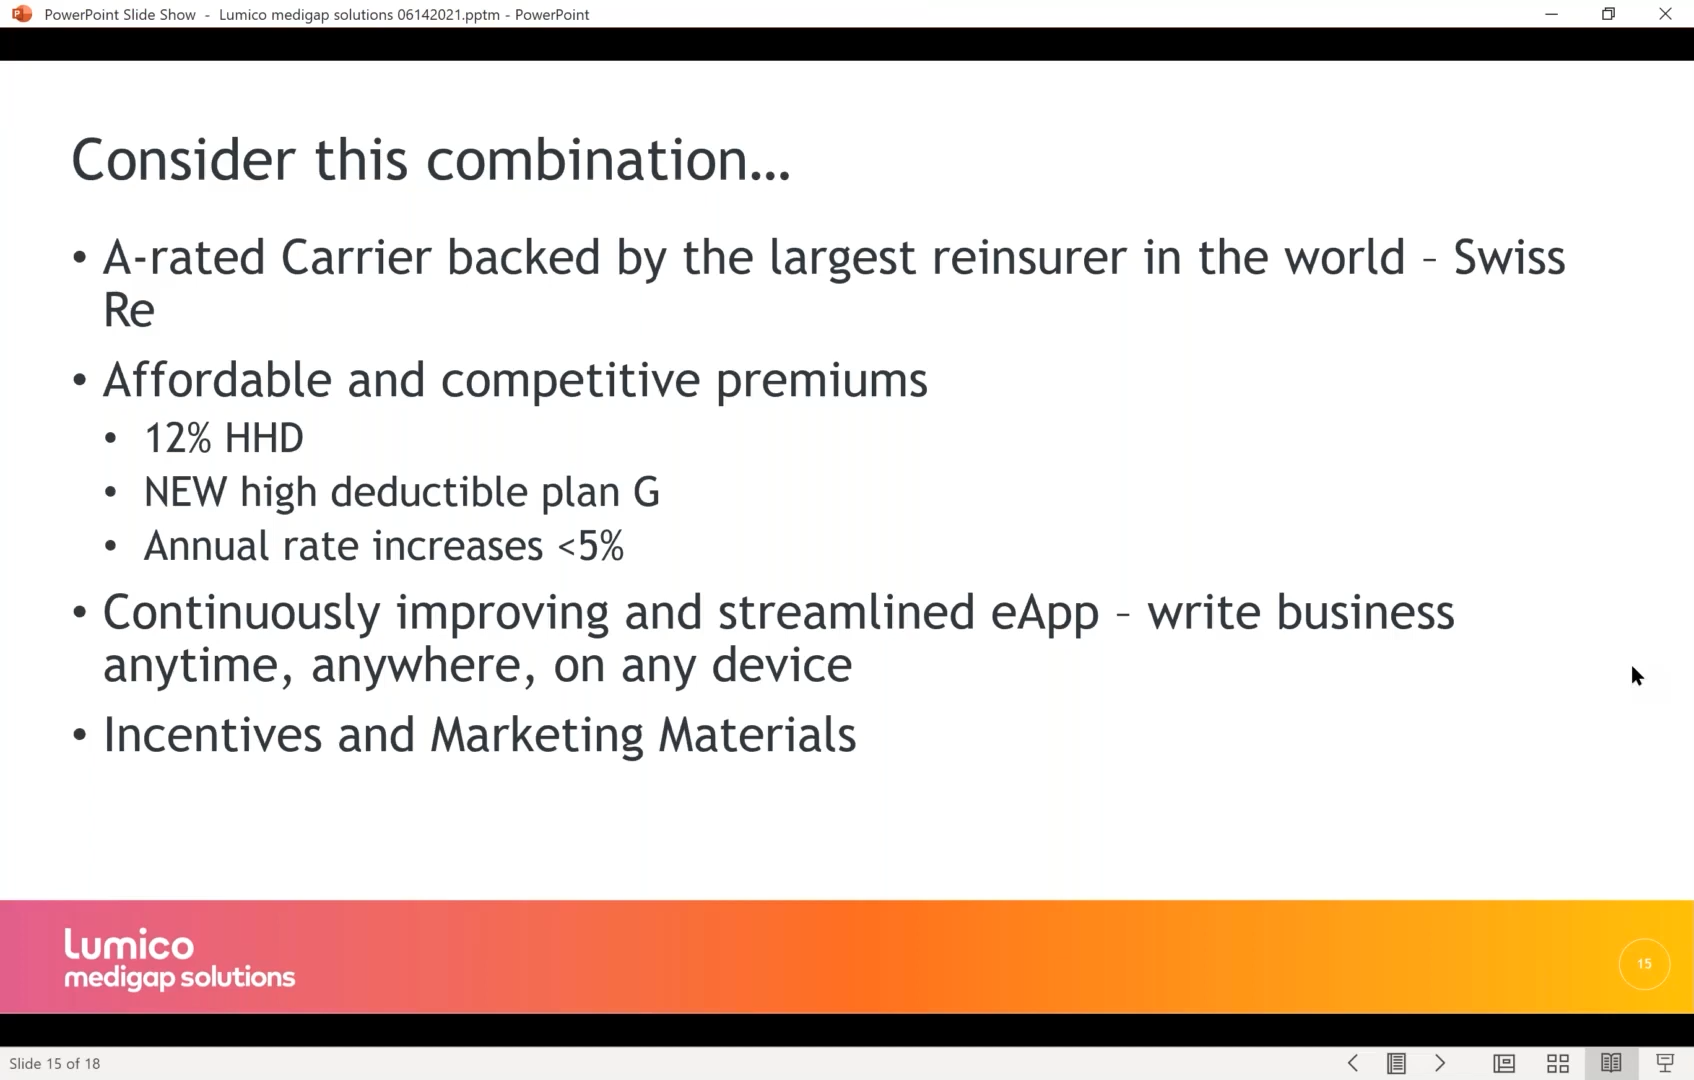 PowerPoint Slide Show - Lumico medigap solutions 06142021.pptm - PowerPoint
Consider this combination...
• A-rated Carrier backed by the largest reinsurer in the world – Swiss
Re
• Affordable and competitive premiums
• 12% HHD
• NEW high deductible plan G
• Annual rate increases <5%
• Continuously improving and streamlined eApp – write business
anytime, anywhere, on any device
• Incentives and Marketing Materials
Lumico
medigap solutions
15
Slide 15 of 18